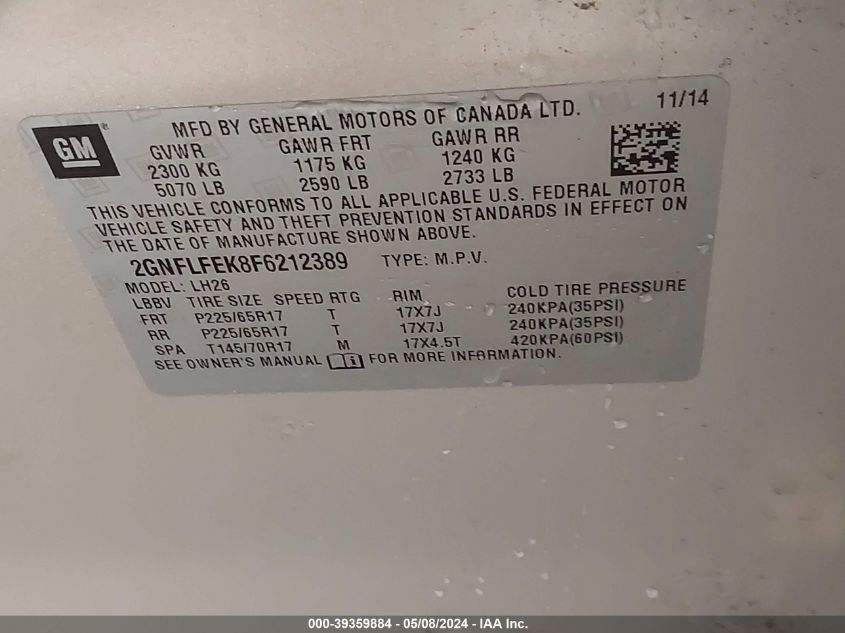 11/14
GM ®
MFD BY GENERAL MOTORS OF CANADA LTD.
GVWR GAWR FRT GAWR RR
2300 KG 1175 KG 1240 KG
5070 LB 2590 LB 2733 LB
THIS VEHICLE CONFORMS TO ALL APPLICABLE U.S. FEDERAL MOTOR
VEHICLE SAFETY AND THEFT PREVENTION STANDARDS IN EFFECT ON
THE DATE OF MANUFACTURE SHOWN ABOVE.
2GNFLFEK8F6212389 TYPE: M.P.V.
MODEL: LH26
LBBV TIRE SIZE SPEED RTG RIM COLD TIRE PRESSURE
FRT P225/65R17 T 17X7J 240KPA(35PSI)
RR P225/65R17 T 17X7J 240KPA(35PSI)
SPA T145/70R17 M 17X4.5T 420KPA(60PSI)
SEE OWNER'S MANUAL FOR MORE INFORMATION.
000-39359884 - 05/08/2024 - IAA Inc.